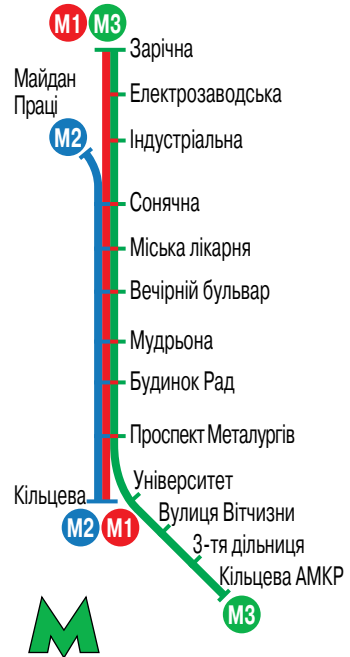 М1 М3
Зарічна
Майдан
Праці
Електрозаводська
М2
Індустріальна
Сонячна
Міська лікарня
Вечірній бульвар
Мудрьона
Будинок Рад
Проспект Металургів
Університет
Кільцева
Вулиця Вітчизни
М2 М1
3-тя дільниця
Кільцева АМКР
М3
М